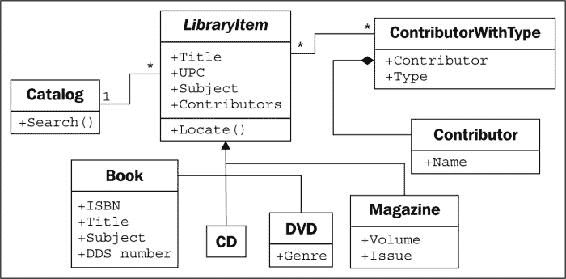 LibraryItem
+Title
+UPC
+Subject
+Contributors
+Locate()
*
*
ContributorWithType
+Contributor
+Type
Catalog
+Search()
1
*
Contributor
+Name
Book
+ISBN
+Title
+Subject
+DDS number
CD
DVD
+Genre
Magazine
+Volume
+Issue